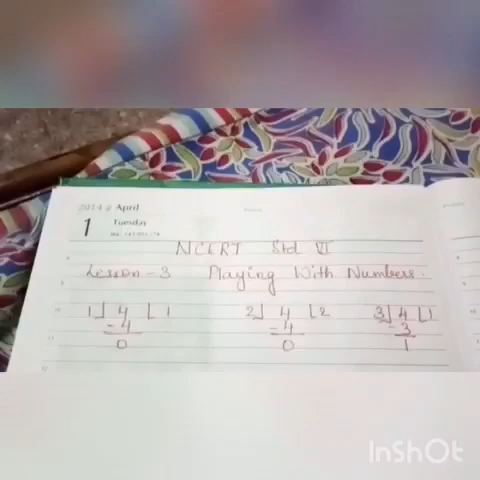 2014 April
1 Tuesday
NCERT Std VI
Lesson-3 Playing With Numbers.
1 4 1 2 4 2 3 4 1
-4 -4 -3
0 0 1
InShOt